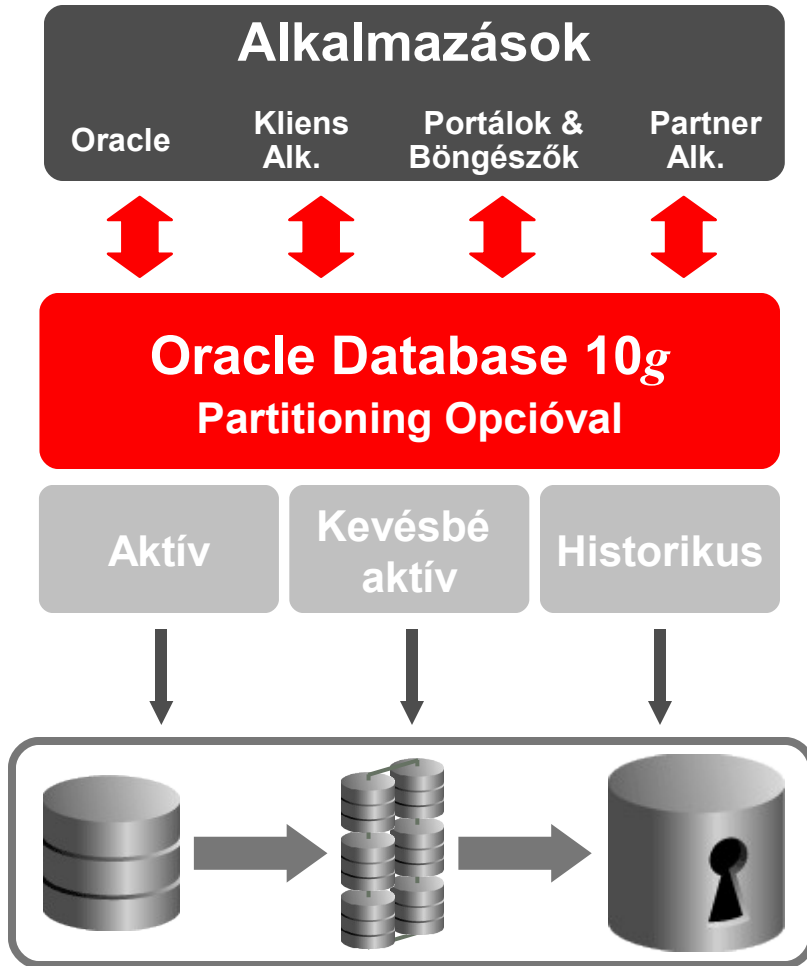 Alkalmazások
Oracle
Kliens
Alk.
Portálok &
Böngészők
Partner
Alk.
Oracle Database 10g
Partitioning Opcióval
Aktív
Kevésbé
aktív
Historikus